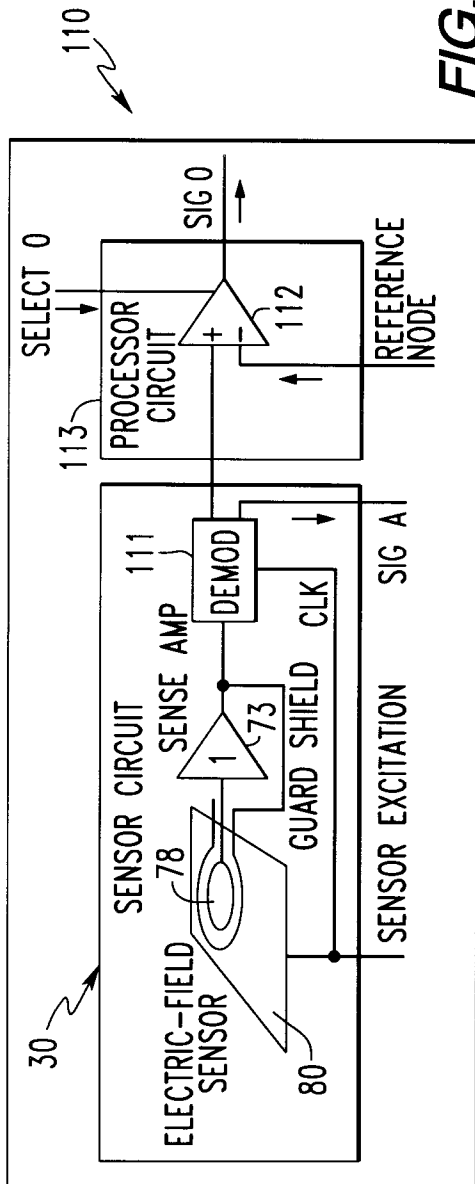 110
30
SENSOR CIRCUIT
ELECTRIC-FIELD
SENSOR
78
80
SENSE AMP
1
73
GUARD SHIELD
111
DEMOD
CLK
SENSOR EXCITATION
SIG A
113
PROCESSOR
CIRCUIT
SELECT 0
+
−
112
SIG 0
REFERENCE
NODE
FIG.